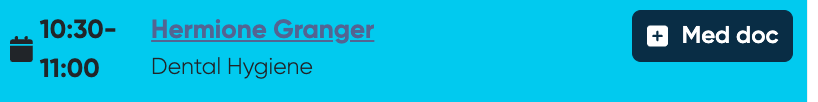 10:30-
11:00
Hermione Granger
Dental Hygiene
Med doc